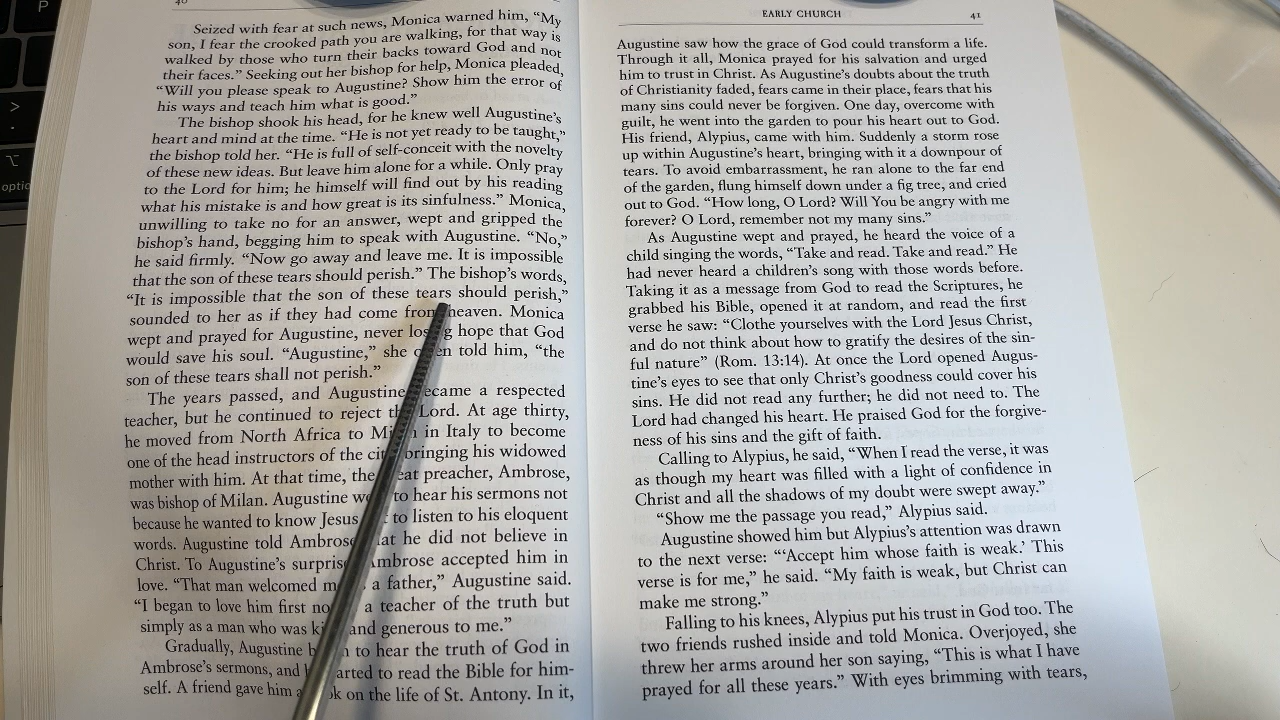 P
>
.
⌥
optio
40
Seized with fear at such news, Monica warned him, “My
son, I fear the crooked path you are walking, for that way is
walked by those who turn their backs toward God and not
their faces.” Seeking out her bishop for help, Monica pleaded,
“Will you please speak to Augustine? Show him the error of
his ways and teach him what is good.”
The bishop shook his head, for he knew well Augustine’s
heart and mind at the time. “He is not yet ready to be taught,”
the bishop told her. “He is full of self-conceit with the novelty
of these new ideas. But leave him alone for a while. Only pray
to the Lord for him; he himself will find out by his reading
what his mistake is and how great is its sinfulness.” Monica,
unwilling to take no for an answer, wept and gripped the
bishop’s hand, begging him to speak with Augustine. “No,”
he said firmly. “Now go away and leave me. It is impossible
that the son of these tears should perish.” The bishop’s words,
“It is impossible that the son of these tears should perish,”
sounded to her as if they had come from heaven. Monica
wept and prayed for Augustine, never los g hope that God
would save his soul. “Augustine,” she o en told him, “the
son of these tears shall not perish.”
The years passed, and Augustine ecame a respected
teacher, but he continued to reject th Lord. At age thirty,
he moved from North Africa to Mi n in Italy to become
one of the head instructors of the cit bringing his widowed
mother with him. At that time, the eat preacher, Ambrose,
was bishop of Milan. Augustine we to hear his sermons not
because he wanted to know Jesus t to listen to his eloquent
words. Augustine told Ambrose at he did not believe in
Christ. To Augustine’s surpris Ambrose accepted him in
love. “That man welcomed m a father,” Augustine said.
“I began to love him first no a teacher of the truth but
simply as a man who was ki and generous to me.”
Gradually, Augustine b n to hear the truth of God in
Ambrose’s sermons, and h arted to read the Bible for him-
self. A friend gave him a k on the life of St. Antony. In it,
EARLY CHURCH 41
Augustine saw how the grace of God could transform a life.
Through it all, Monica prayed for his salvation and urged
him to trust in Christ. As Augustine’s doubts about the truth
of Christianity faded, fears came in their place, fears that his
many sins could never be forgiven. One day, overcome with
guilt, he went into the garden to pour his heart out to God.
His friend, Alypius, came with him. Suddenly a storm rose
up within Augustine’s heart, bringing with it a downpour of
tears. To avoid embarrassment, he ran alone to the far end
of the garden, flung himself down under a fig tree, and cried
out to God. “How long, O Lord? Will You be angry with me
forever? O Lord, remember not my many sins.”
As Augustine wept and prayed, he heard the voice of a
child singing the words, “Take and read. Take and read.” He
had never heard a children’s song with those words before.
Taking it as a message from God to read the Scriptures, he
grabbed his Bible, opened it at random, and read the first
verse he saw: “Clothe yourselves with the Lord Jesus Christ,
and do not think about how to gratify the desires of the sin-
ful nature” (Rom. 13:14). At once the Lord opened Augus-
tine’s eyes to see that only Christ’s goodness could cover his
sins. He did not read any further; he did not need to. The
Lord had changed his heart. He praised God for the forgive-
ness of his sins and the gift of faith.
Calling to Alypius, he said, “When I read the verse, it was
as though my heart was filled with a light of confidence in
Christ and all the shadows of my doubt were swept away.”
“Show me the passage you read,” Alypius said.
Augustine showed him but Alypius’s attention was drawn
to the next verse: “‘Accept him whose faith is weak.’ This
verse is for me,” he said. “My faith is weak, but Christ can
make me strong.”
Falling to his knees, Alypius put his trust in God too. The
two friends rushed inside and told Monica. Overjoyed, she
threw her arms around her son saying, “This is what I have
prayed for all these years.” With eyes brimming with tears,